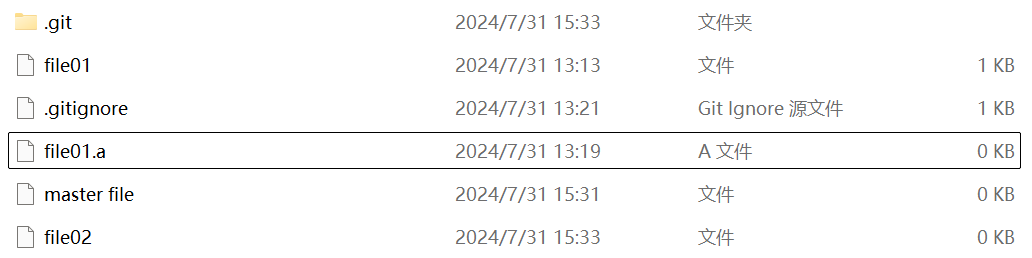 .git 2024/7/31 15:33 文件夹
file01 2024/7/31 13:13 文件 1 KB
.gitignore 2024/7/31 13:21 Git Ignore 源文件 1 KB
file01.a 2024/7/31 13:19 A 文件 0 KB
master file 2024/7/31 15:31 文件 0 KB
file02 2024/7/31 15:33 文件 0 KB